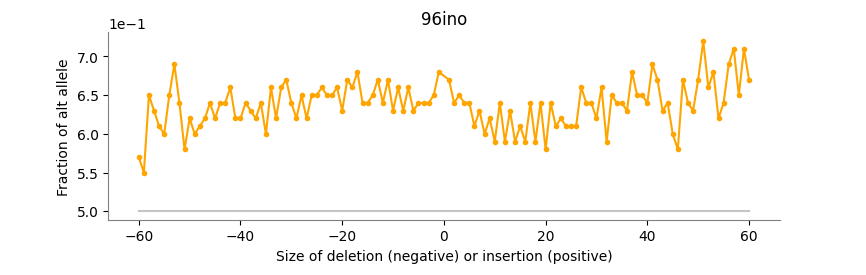 96ino
1e−1
7.0
6.5
6.0
5.5
5.0
Fraction of alt allele
−60 −40 −20 0 20 40 60
Size of deletion (negative) or insertion (positive)